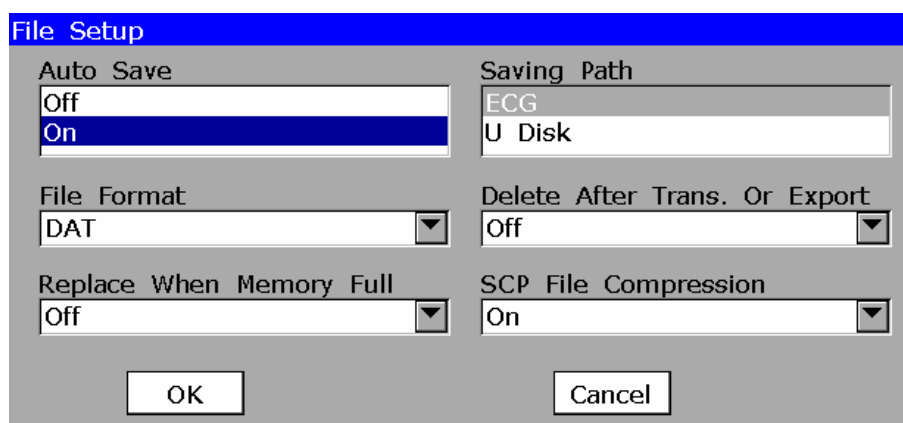 File Setup
Auto Save
Off
On
Saving Path
ECG
U Disk
File Format
DAT
Delete After Trans. Or Export
Off
Replace When Memory Full
Off
SCP File Compression
On
OK
Cancel